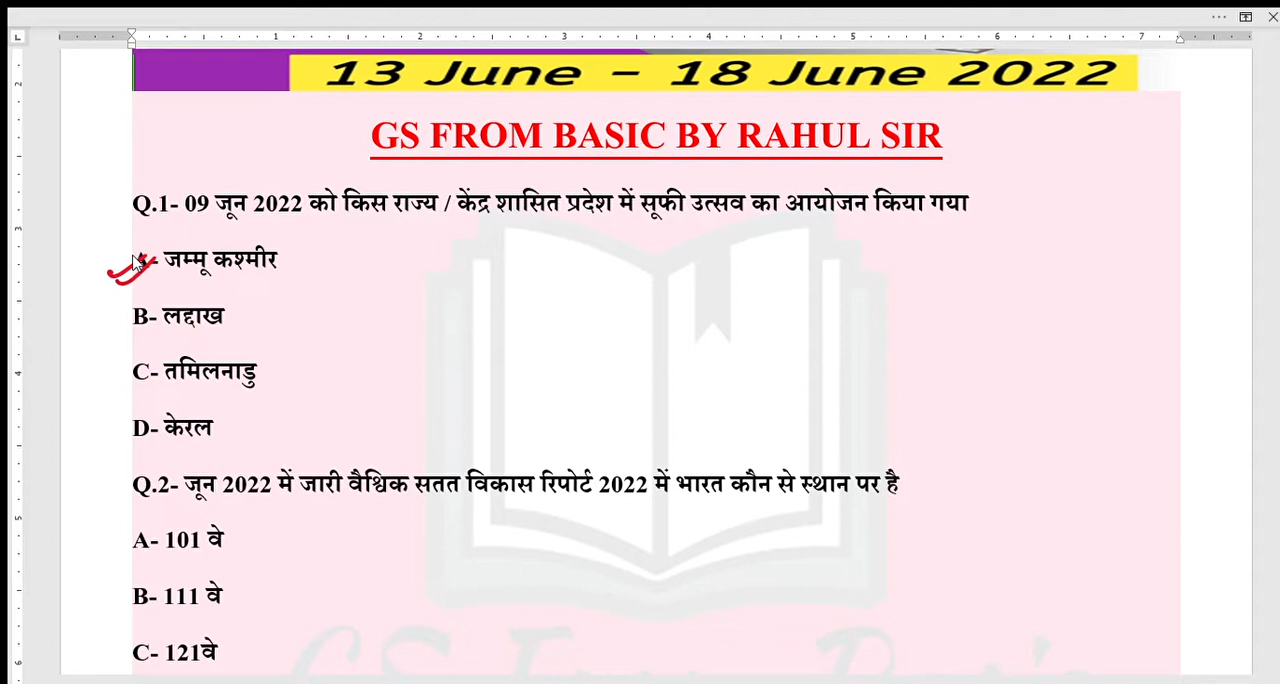 13 June – 18 June 2022
GS FROM BASIC BY RAHUL SIR
Q.1- 09 जून 2022 को किस राज्य / केंद्र शासित प्रदेश में सूफी उत्सव का आयोजन किया गया
A- जम्मू कश्मीर
B- लद्दाख
C- तमिलनाडु
D- केरल
Q.2- जून 2022 में जारी वैश्विक सतत विकास रिपोर्ट 2022 में भारत कौन से स्थान पर है
A- 101 वे
B- 111 वे
C- 121वे